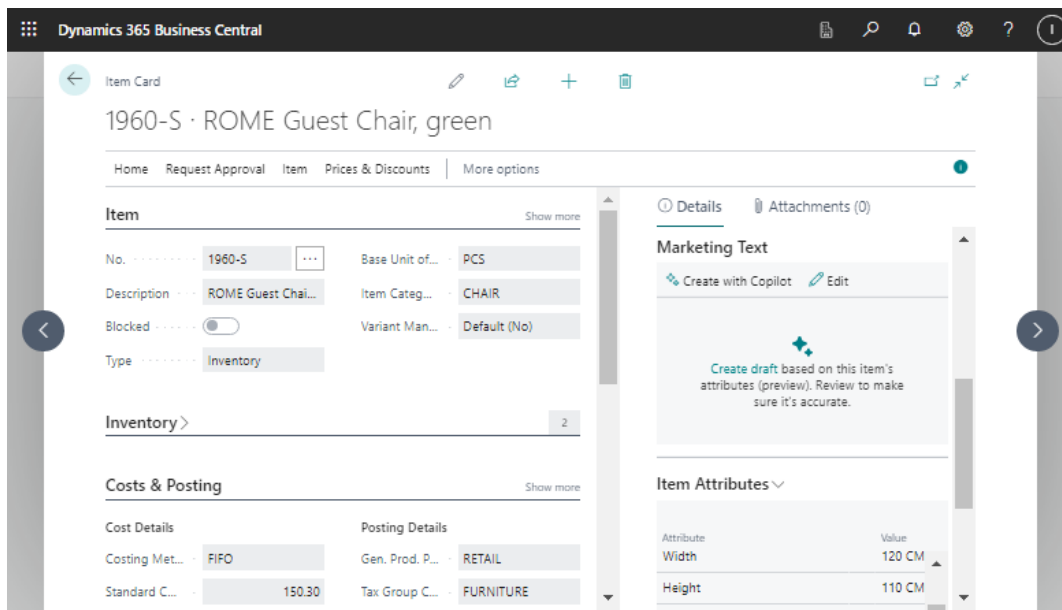 Dynamics 365 Business Central
?
I
Item Card
1960-S · ROME Guest Chair, green
Home Request Approval Item Prices & Discounts More options
Item
Show more
No. 1960-S ...
Base Unit of... PCS
Description ROME Guest Chai...
Item Categ... CHAIR
Blocked
Variant Man... Default (No)
Type Inventory
Inventory
2
Costs & Posting
Show more
Cost Details
Posting Details
Costing Met... FIFO
Gen. Prod. P... RETAIL
Standard C... 150.30
Tax Group C... FURNITURE
Details Attachments (0)
Marketing Text
Create with Copilot Edit
Create draft based on this item's
attributes (preview). Review to make
sure it's accurate.
Item Attributes
Attribute Value
Width 120 CM
Height 110 CM